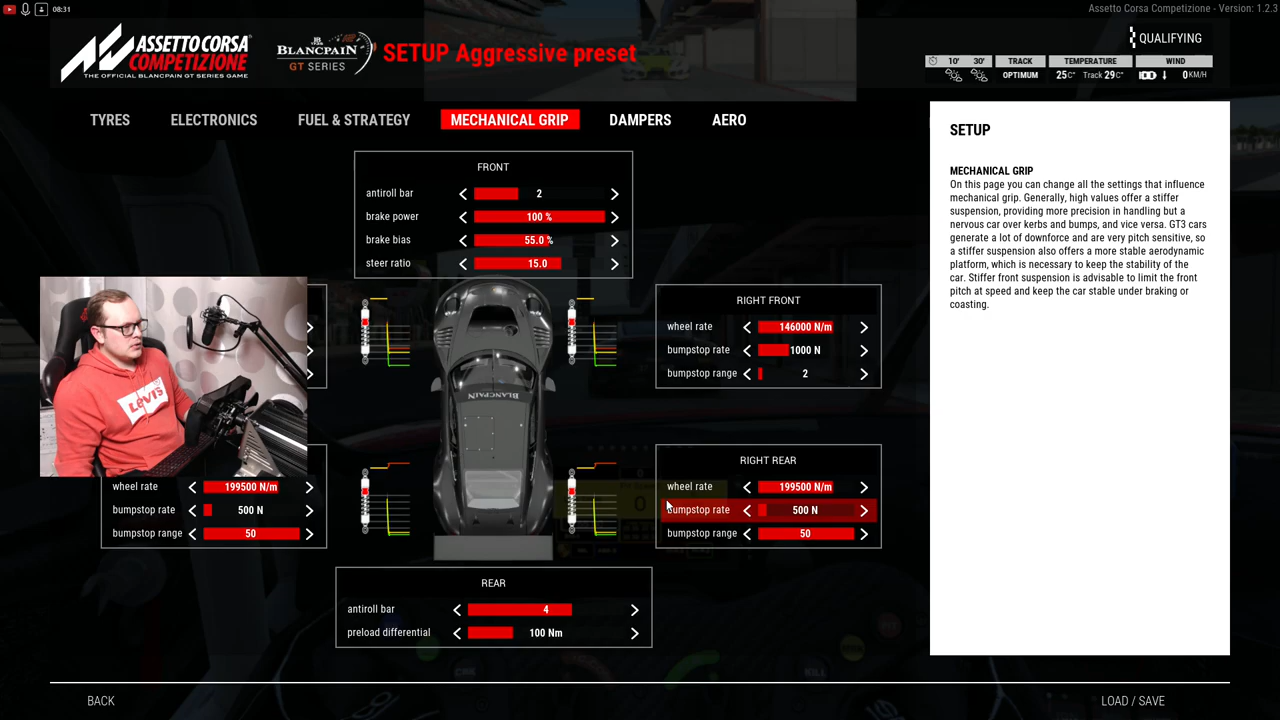 08:31
Assetto Corsa Competizione - Version: 1.2.3
ASSETTO CORSA
COMPETIZIONE
THE OFFICIAL BLANCPAIN GT SERIES GAME
BLANCPAIN
GT SERIES
SETUP Aggressive preset
QUALIFYING
10' 30' TRACK TEMPERATURE WIND
OPTIMUM 25C° Track 29C° 0KM/H
TYRES ELECTRONICS FUEL & STRATEGY MECHANICAL GRIP DAMPERS AERO
FRONT
antiroll bar 2
brake power 100 %
brake bias 55.0 %
steer ratio 15.0
RIGHT FRONT
wheel rate 146000 N/m
bumpstop rate 1000 N
bumpstop range 2
BLANCPAIN
LEVI'S
wheel rate 199500 N/m
bumpstop rate 500 N
bumpstop range 50
RIGHT REAR
wheel rate 199500 N/m
bumpstop rate 500 N
bumpstop range 50
REAR
antiroll bar 4
preload differential 100 Nm
SETUP
MECHANICAL GRIP
On this page you can change all the settings that influence
mechanical grip. Generally, high values offer a stiffer
suspension, providing more precision in handling but a
nervous car over kerbs and bumps, and vice versa. GT3 cars
generate a lot of downforce and are very pitch sensitive, so
a stiffer suspension also offers a more stable aerodynamic
platform, which is necessary to keep the stability of the
car. Stiffer front suspension is advisable to limit the front
pitch at speed and keep the car stable under braking or
coasting.
BACK
LOAD / SAVE